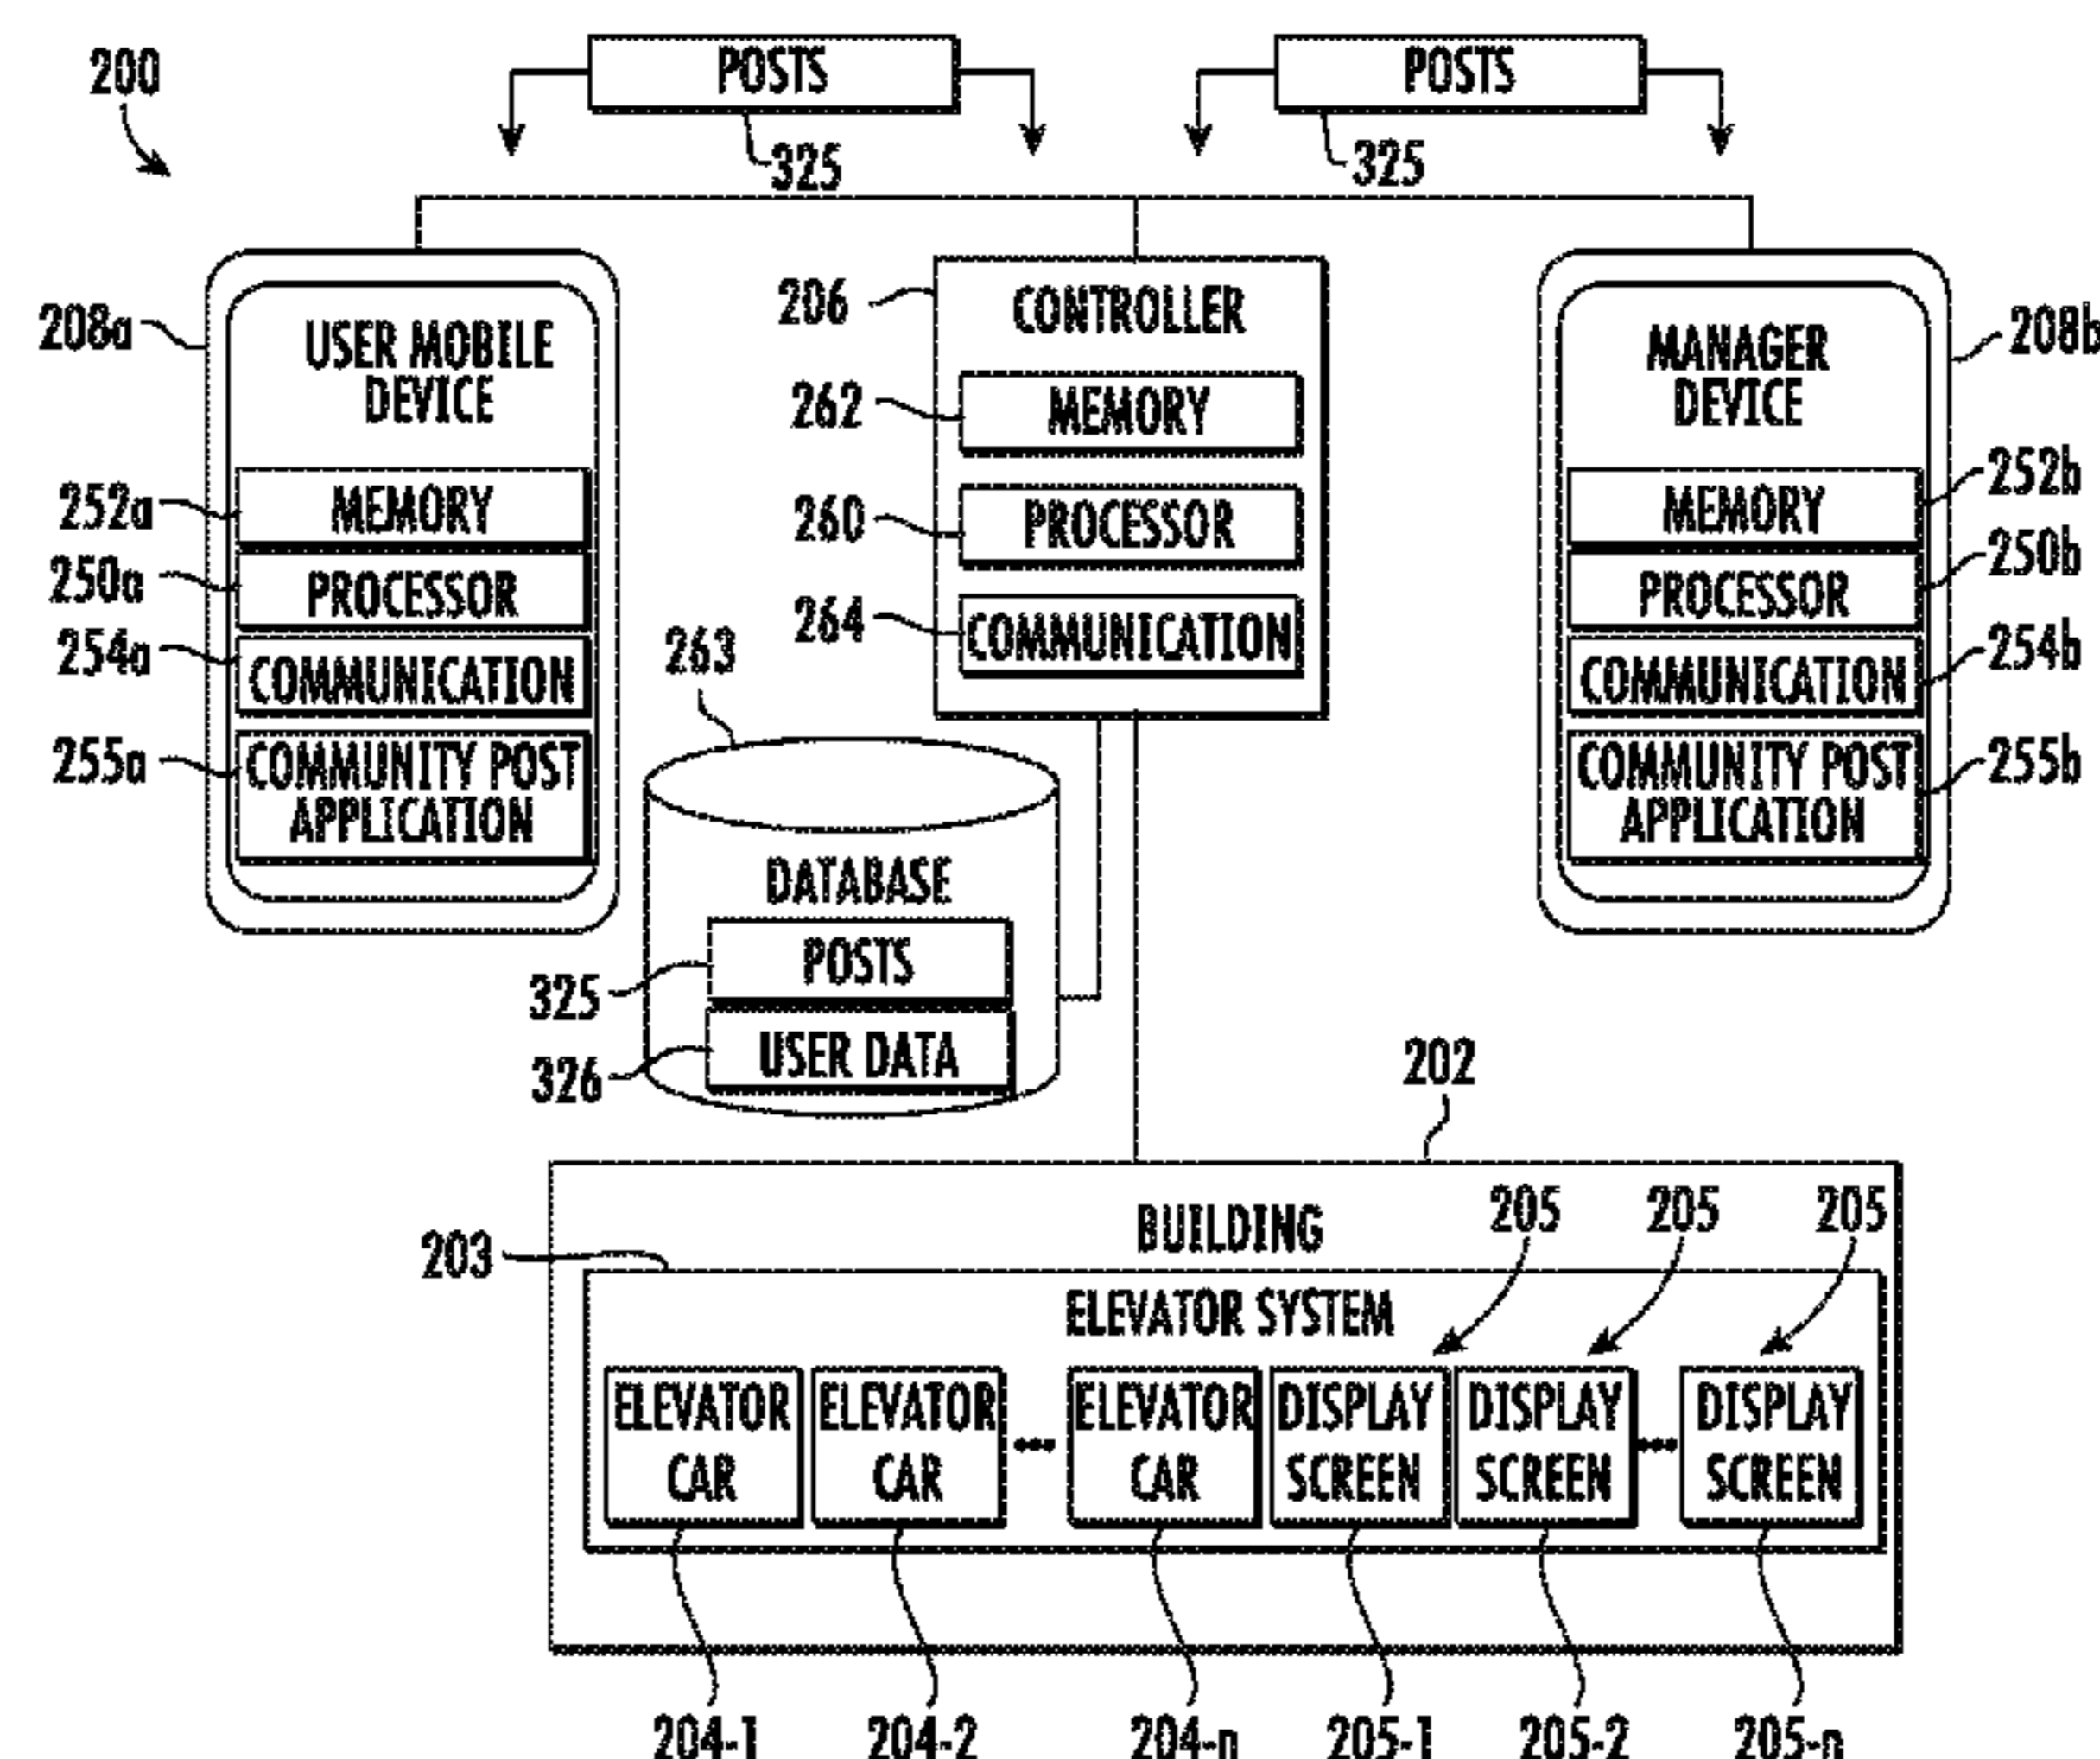 200
POSTS
POSTS
325
325
208a
USER MOBILE
DEVICE
252a
MEMORY
250a
PROCESSOR
254a
COMMUNICATION
255a
COMMUNITY POST
APPLICATION
206
CONTROLLER
262
MEMORY
260
PROCESSOR
264
COMMUNICATION
208b
MANAGER
DEVICE
252b
MEMORY
250b
PROCESSOR
254b
COMMUNICATION
255b
COMMUNITY POST
APPLICATION
263
DATABASE
325
POSTS
326
USER DATA
202
BUILDING
203
205
205
205
ELEVATOR SYSTEM
ELEVATOR
CAR
ELEVATOR
CAR
•••
ELEVATOR
CAR
DISPLAY
SCREEN
DISPLAY
SCREEN
•••
DISPLAY
SCREEN
204-1
204-2
204-n
205-1
205-2
205-n